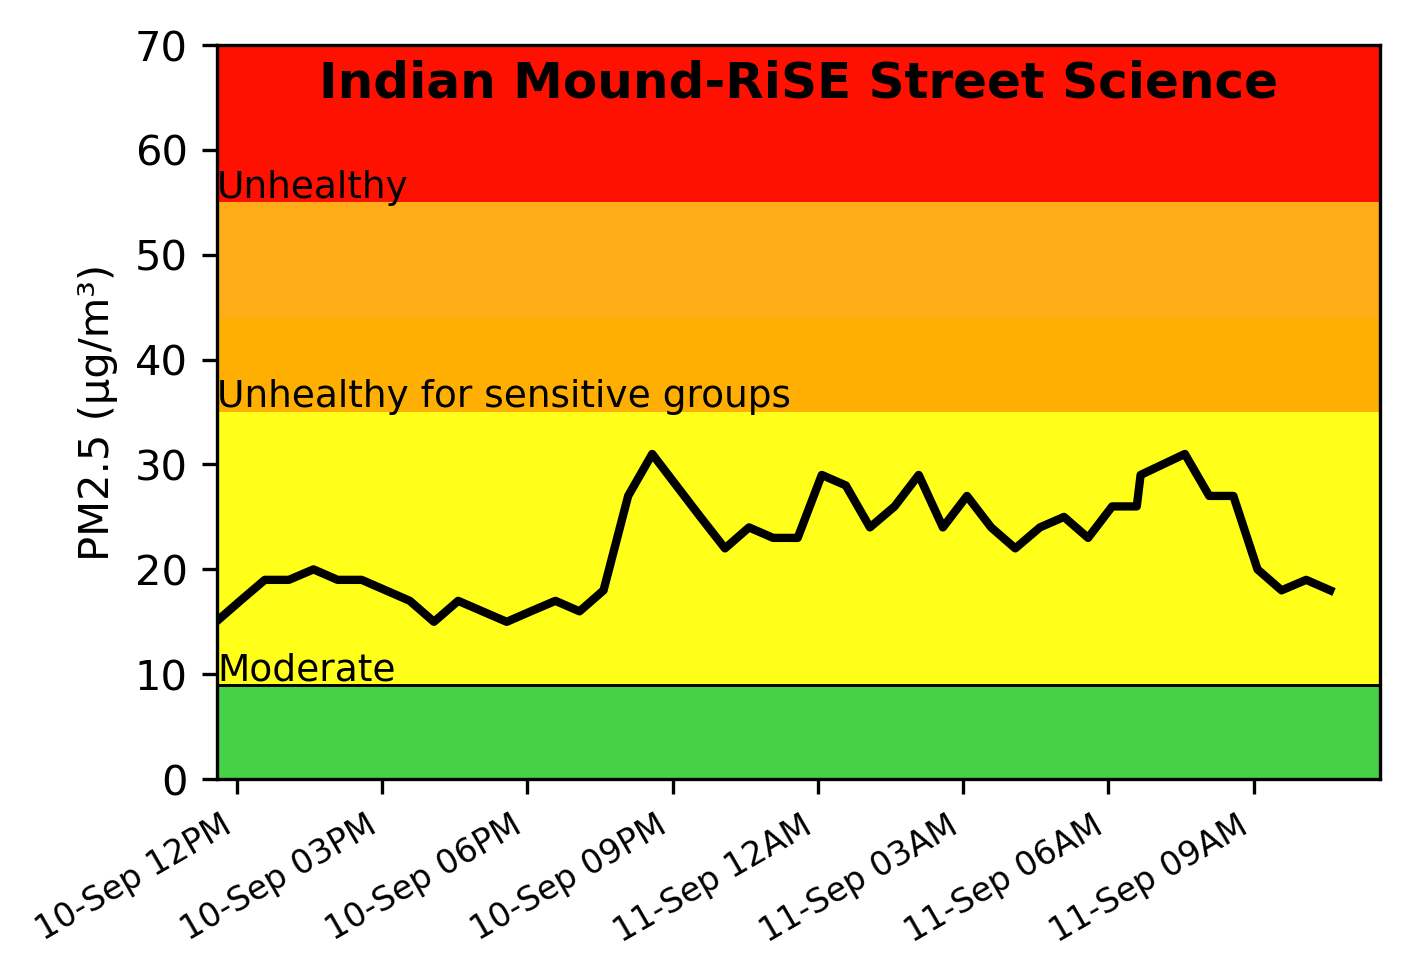 Indian Mound-RiSE Street Science
PM2.5 (µg/m³)
70
60
Unhealthy
50
40
Unhealthy for sensitive groups
30
20
10
Moderate
0
10-Sep 12PM
10-Sep 03PM
10-Sep 06PM
10-Sep 09PM
11-Sep 12AM
11-Sep 03AM
11-Sep 06AM
11-Sep 09AM